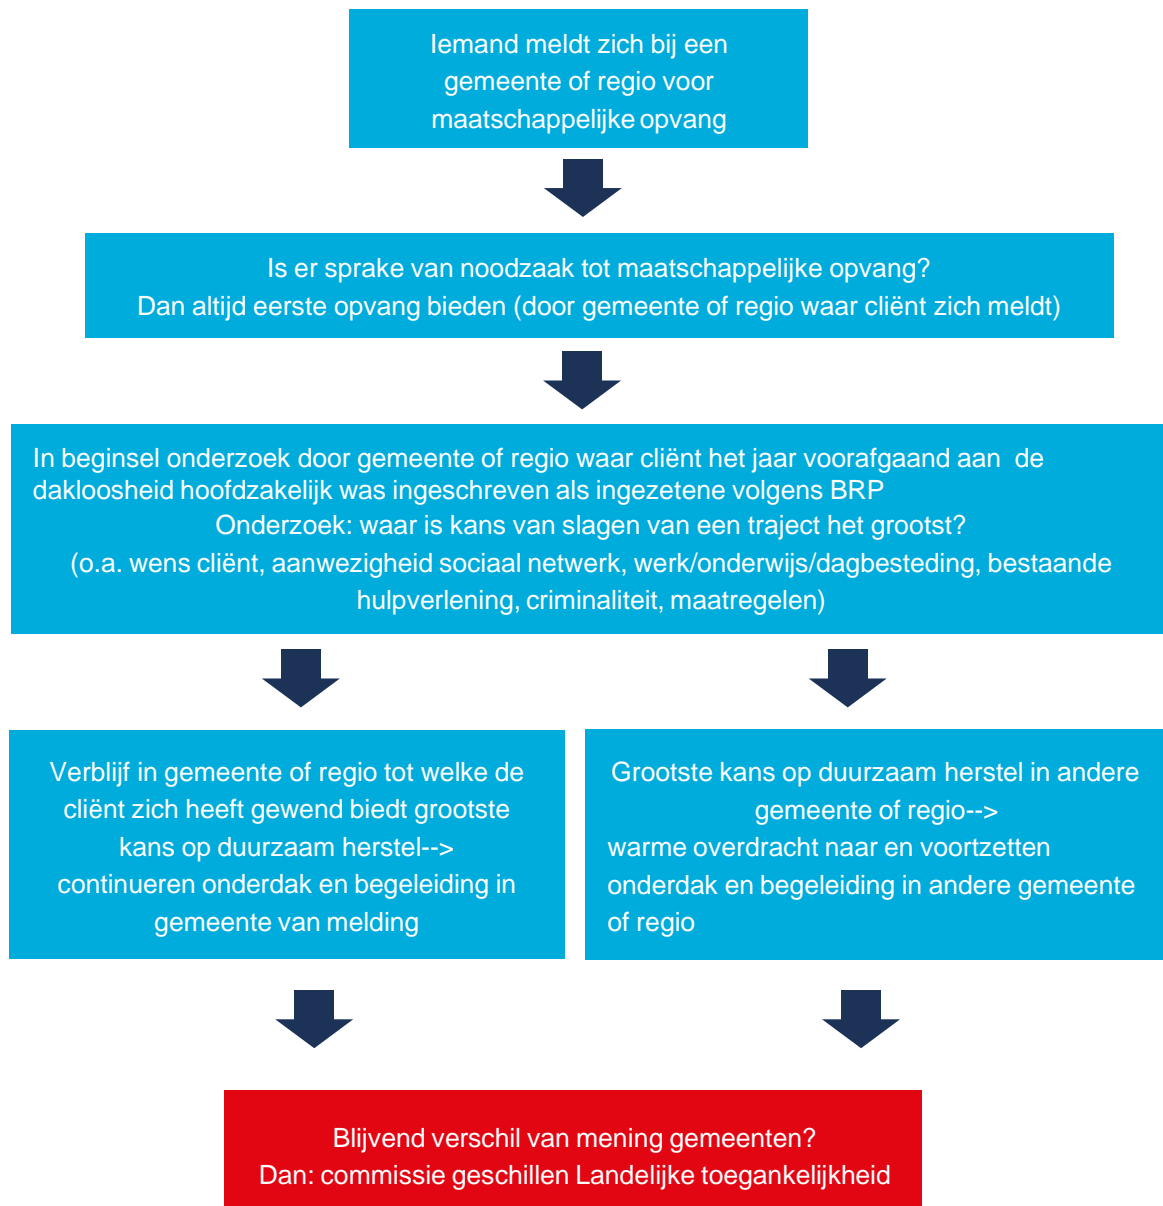 Iemand meldt zich bij een
gemeente of regio voor
maatschappelijke opvang
Is er sprake van noodzaak tot maatschappelijke opvang?
Dan altijd eerste opvang bieden (door gemeente of regio waar cliënt zich meldt)
In beginsel onderzoek door gemeente of regio waar cliënt het jaar voorafgaand aan de
dakloosheid hoofdzakelijk was ingeschreven als ingezetene volgens BRP
Onderzoek: waar is kans van slagen van een traject het grootst?
(o.a. wens cliënt, aanwezigheid sociaal netwerk, werk/onderwijs/dagbesteding, bestaande
hulpverlening, criminaliteit, maatregelen)
Verblijf in gemeente of regio tot welke de
cliënt zich heeft gewend biedt grootste
kans op duurzaam herstel-->
continueren onderdak en begeleiding in
gemeente van melding
Grootste kans op duurzaam herstel in andere
gemeente of regio-->
warme overdracht naar en voortzetten
onderdak en begeleiding in andere gemeente
of regio
Blijvend verschil van mening gemeenten?
Dan: commissie geschillen Landelijke toegankelijkheid